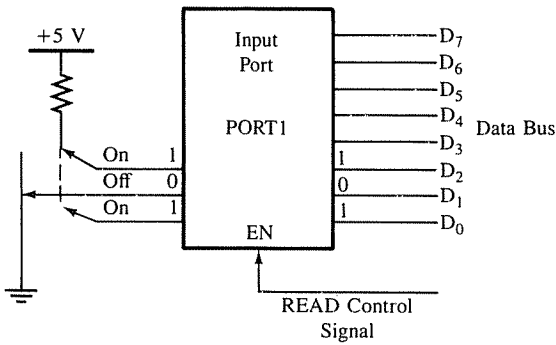 +5 V
Input
Port
PORT1
D7
D6
D5
D4
D3
D2
D1
D0
Data Bus
On 1
Off 0
On 1
1
0
1
EN
READ Control
Signal